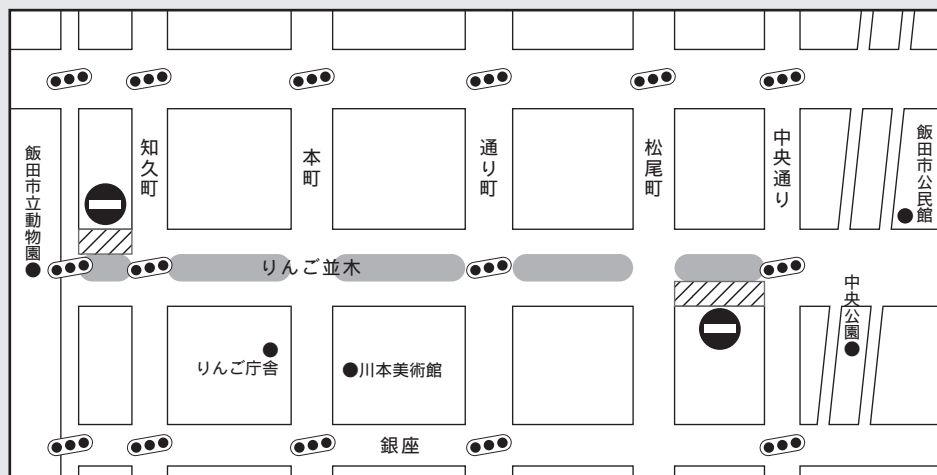 飯田市立動物園
知久町
本町
通り町
松尾町
中央通り
飯田市公民館
りんご並木
中央公園
りんご庁舎
川本美術館
銀座